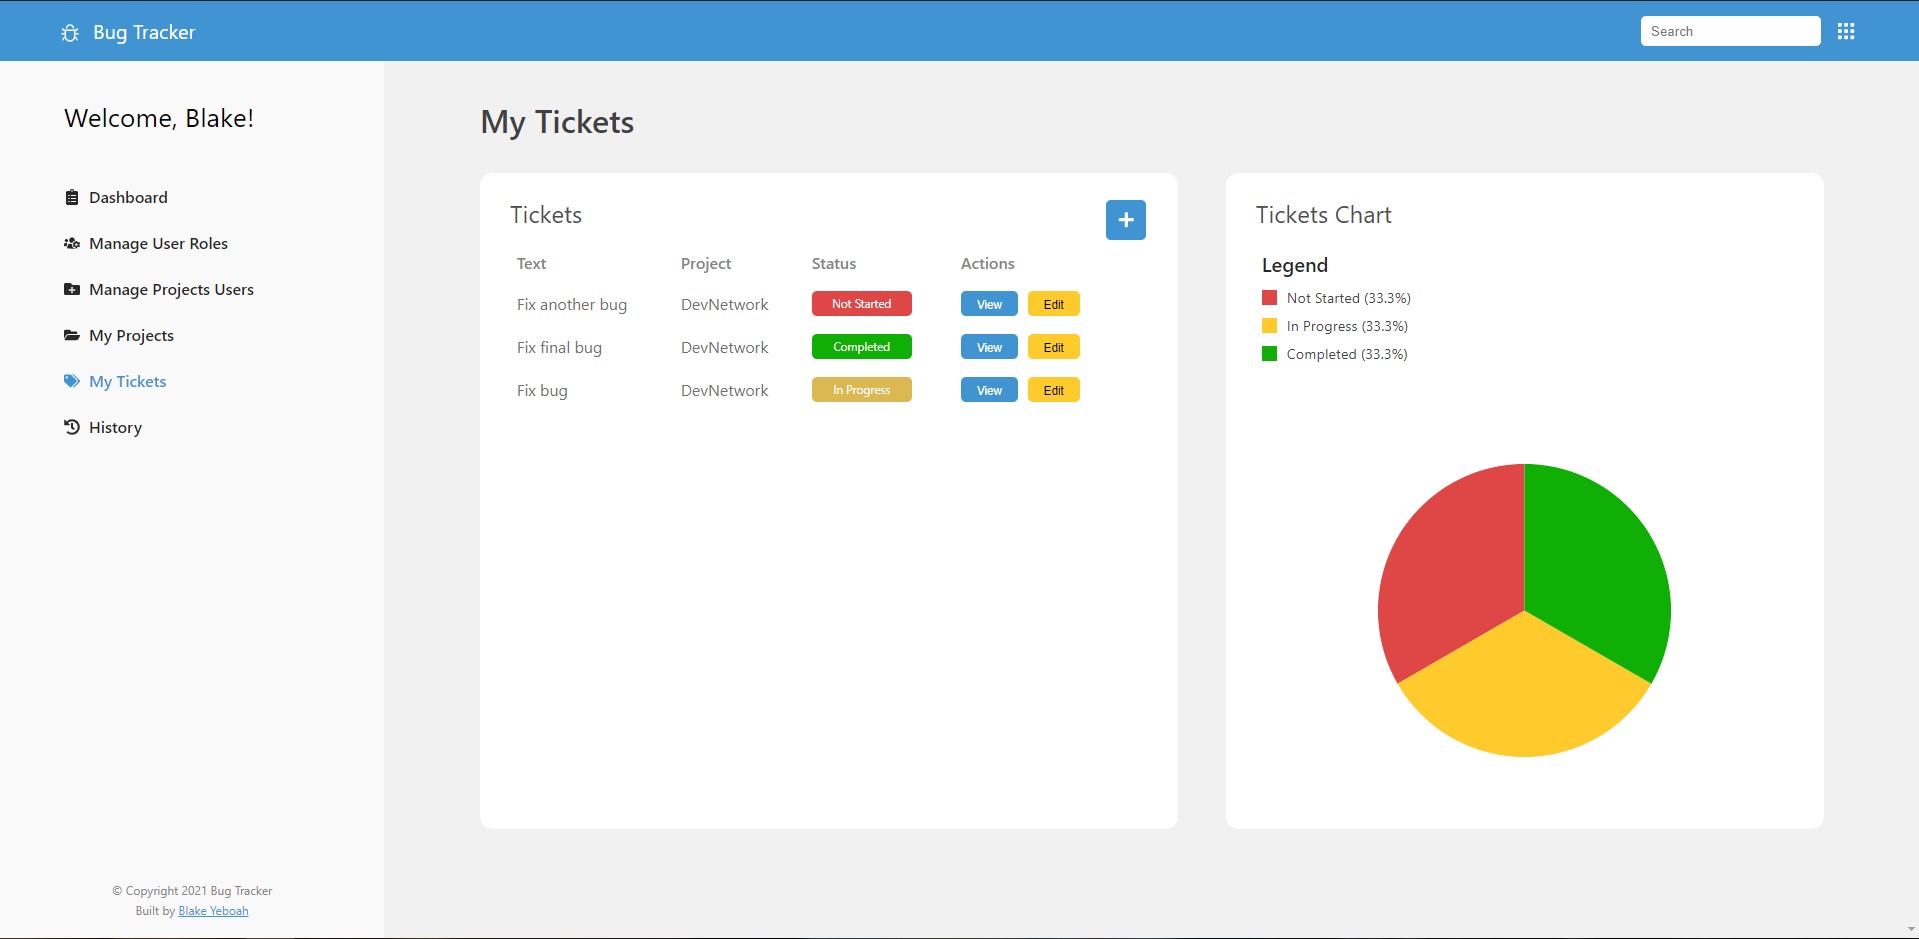 Bug Tracker
Search
Welcome, Blake!
Dashboard
Manage User Roles
Manage Projects Users
My Projects
My Tickets
History
© Copyright 2021 Bug Tracker
Built by Blake Yeboah
My Tickets
Tickets
Text Project Status Actions
Fix another bug DevNetwork Not Started View Edit
Fix final bug DevNetwork Completed View Edit
Fix bug DevNetwork In Progress View Edit
Tickets Chart
Legend
Not Started (33.3%)
In Progress (33.3%)
Completed (33.3%)